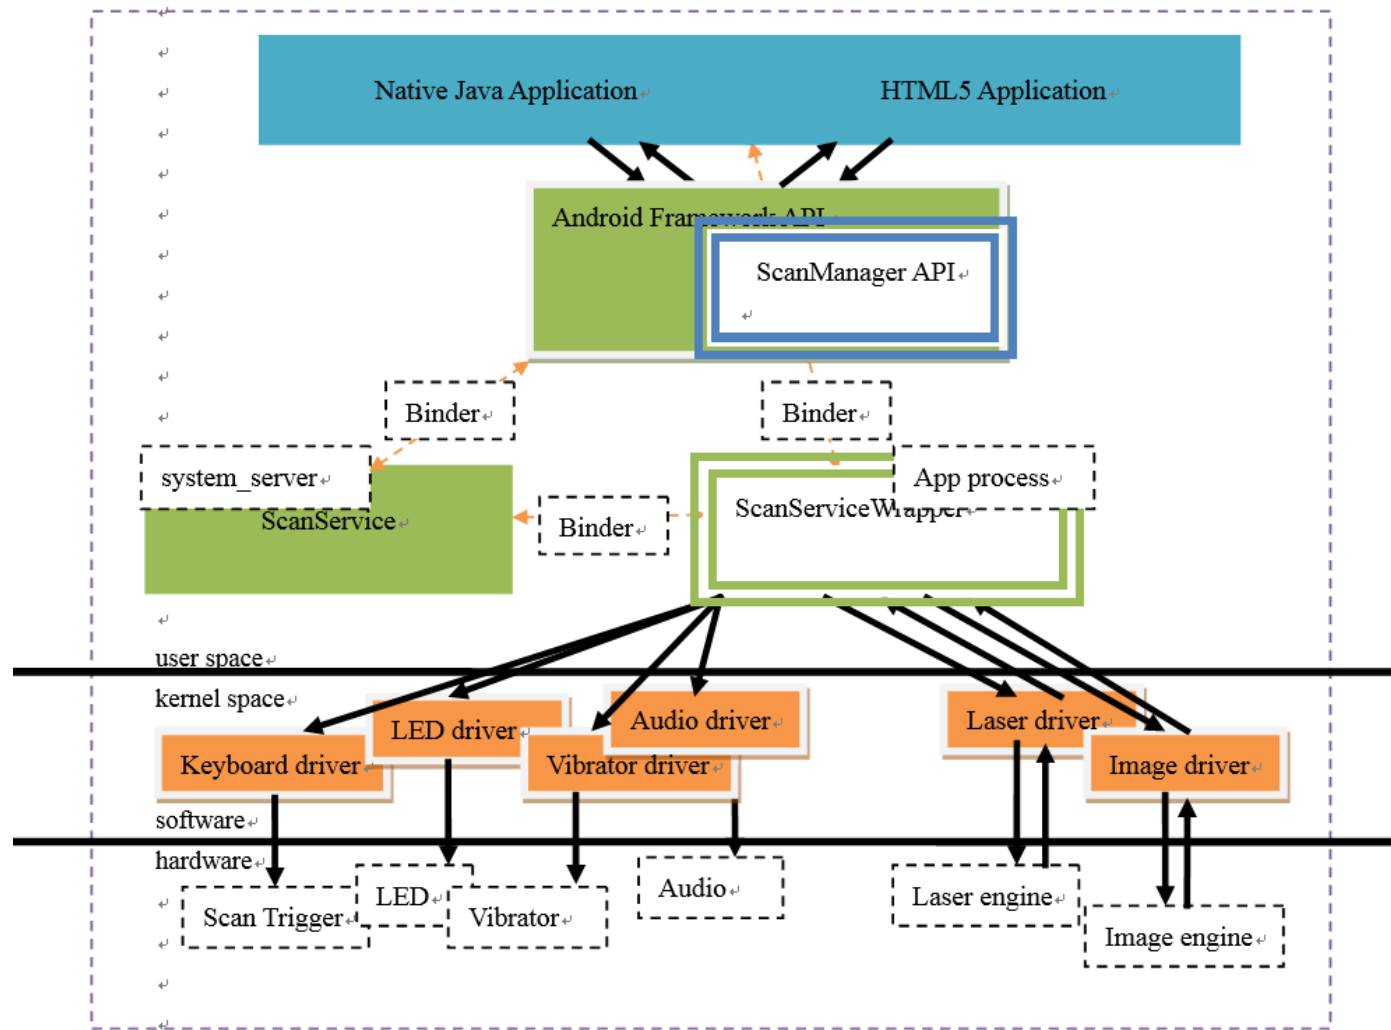 Native Java Application
HTML5 Application
Android Framework API
ScanManager API
Binder
Binder
system_server
App process
ScanService
Binder
ScanServiceWrapper
user space
kernel space
LED driver
Audio driver
Laser driver
Keyboard driver
Vibrator driver
Image driver
software
hardware
Scan Trigger
LED
Vibrator
Audio
Laser engine
Image engine